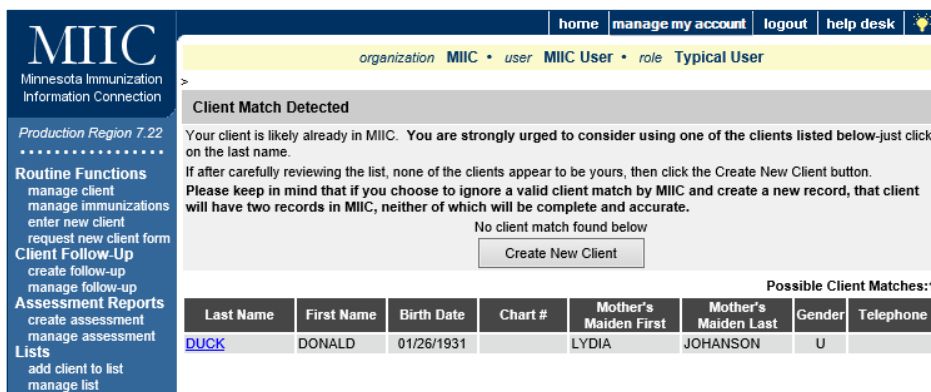 home manage my account logout help desk
MIIC
Minnesota Immunization
Information Connection
organization MIIC • user MIIC User • role Typical User
>
Production Region 7.22
Routine Functions
manage client
manage immunizations
enter new client
request new client form
Client Follow-Up
create follow-up
manage follow-up
Assessment Reports
create assessment
manage assessment
Lists
add client to list
manage list
Client Match Detected
Your client is likely already in MIIC. You are strongly urged to consider using one of the clients listed below-just click
on the last name.
If after carefully reviewing the list, none of the clients appear to be yours, then click the Create New Client button.
Please keep in mind that if you choose to ignore a valid client match by MIIC and create a new record, that client
will have two records in MIIC, neither of which will be complete and accurate.
No client match found below
Create New Client
Possible Client Matches:
Last Name First Name Birth Date Chart # Mother's Maiden First Mother's Maiden Last Gender Telephone
DUCK DONALD 01/26/1931 LYDIA JOHANSON U